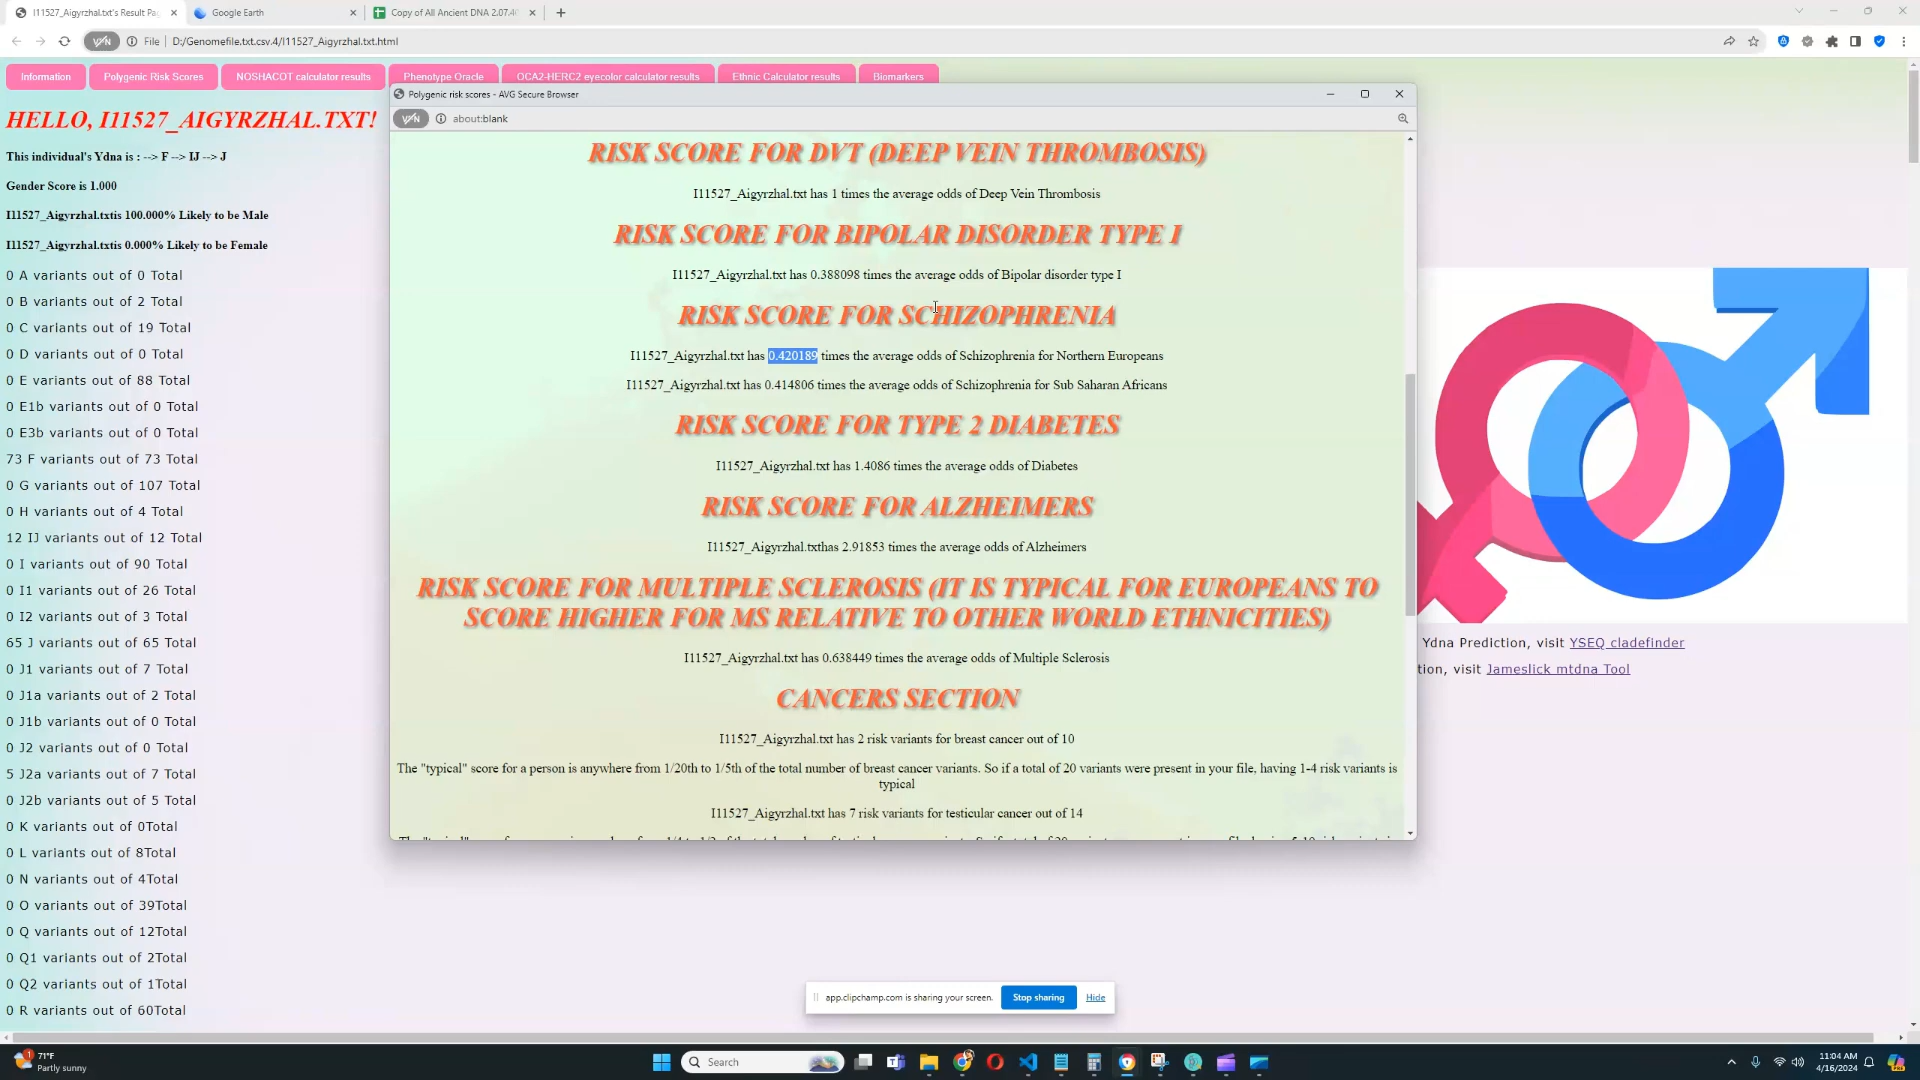 I11527_Aigyrzhal.txt's Result Pa
Google Earth
Copy of All Ancient DNA 2.07.4
File
D:/Genomefile.txt.csv.4/I11527_Aigyrzhal.txt.html
Information
Polygenic Risk Scores
NOSHACOT calculator results
Phenotype Oracle
OCA2-HERC2 eyecolor calculator results
Ethnic Calculator results
Biomarkers
HELLO, I11527_AIGYRZHAL.TXT!
This individual's Ydna is : --> F --> IJ --> J
Gender Score is 1.000
I11527_Aigyrzhal.txtis 100.000% Likely to be Male
I11527_Aigyrzhal.txtis 0.000% Likely to be Female
0 A variants out of 0 Total
0 B variants out of 2 Total
0 C variants out of 19 Total
0 D variants out of 0 Total
0 E variants out of 88 Total
0 E1b variants out of 0 Total
0 E3b variants out of 0 Total
73 F variants out of 73 Total
0 G variants out of 107 Total
0 H variants out of 4 Total
12 IJ variants out of 12 Total
0 I variants out of 90 Total
0 I1 variants out of 26 Total
0 I2 variants out of 3 Total
65 J variants out of 65 Total
0 J1 variants out of 7 Total
0 J1a variants out of 2 Total
0 J1b variants out of 0 Total
0 J2 variants out of 0 Total
5 J2a variants out of 7 Total
0 J2b variants out of 5 Total
0 K variants out of 0Total
0 L variants out of 8Total
0 N variants out of 4Total
0 O variants out of 39Total
0 Q variants out of 12Total
0 Q1 variants out of 2Total
0 Q2 variants out of 1Total
0 R variants out of 60Total
Polygenic risk scores - AVG Secure Browser
about:blank
RISK SCORE FOR DVT (DEEP VEIN THROMBOSIS)
I11527_Aigyrzhal.txt has 1 times the average odds of Deep Vein Thrombosis
RISK SCORE FOR BIPOLAR DISORDER TYPE I
I11527_Aigyrzhal.txt has 0.388098 times the average odds of Bipolar disorder type I
RISK SCORE FOR SCHIZOPHRENIA
I11527_Aigyrzhal.txt has 0.420189 times the average odds of Schizophrenia for Northern Europeans
I11527_Aigyrzhal.txt has 0.414806 times the average odds of Schizophrenia for Sub Saharan Africans
RISK SCORE FOR TYPE 2 DIABETES
I11527_Aigyrzhal.txt has 1.4086 times the average odds of Diabetes
RISK SCORE FOR ALZHEIMERS
I11527_Aigyrzhal.txthas 2.91853 times the average odds of Alzheimers
RISK SCORE FOR MULTIPLE SCLEROSIS (IT IS TYPICAL FOR EUROPEANS TO
SCORE HIGHER FOR MS RELATIVE TO OTHER WORLD ETHNICITIES)
I11527_Aigyrzhal.txt has 0.638449 times the average odds of Multiple Sclerosis
CANCERS SECTION
I11527_Aigyrzhal.txt has 2 risk variants for breast cancer out of 10
The "typical" score for a person is anywhere from 1/20th to 1/5th of the total number of breast cancer variants. So if a total of 20 variants were present in your file, having 1-4 risk variants is
typical
I11527_Aigyrzhal.txt has 7 risk variants for testicular cancer out of 14
Ydna Prediction, visit YSEQ cladefinder
tion, visit Jameslick mtdna Tool
app.clipchamp.com is sharing your screen.
Stop sharing
Hide
71°F
Partly sunny
Search
11:04 AM
4/16/2024